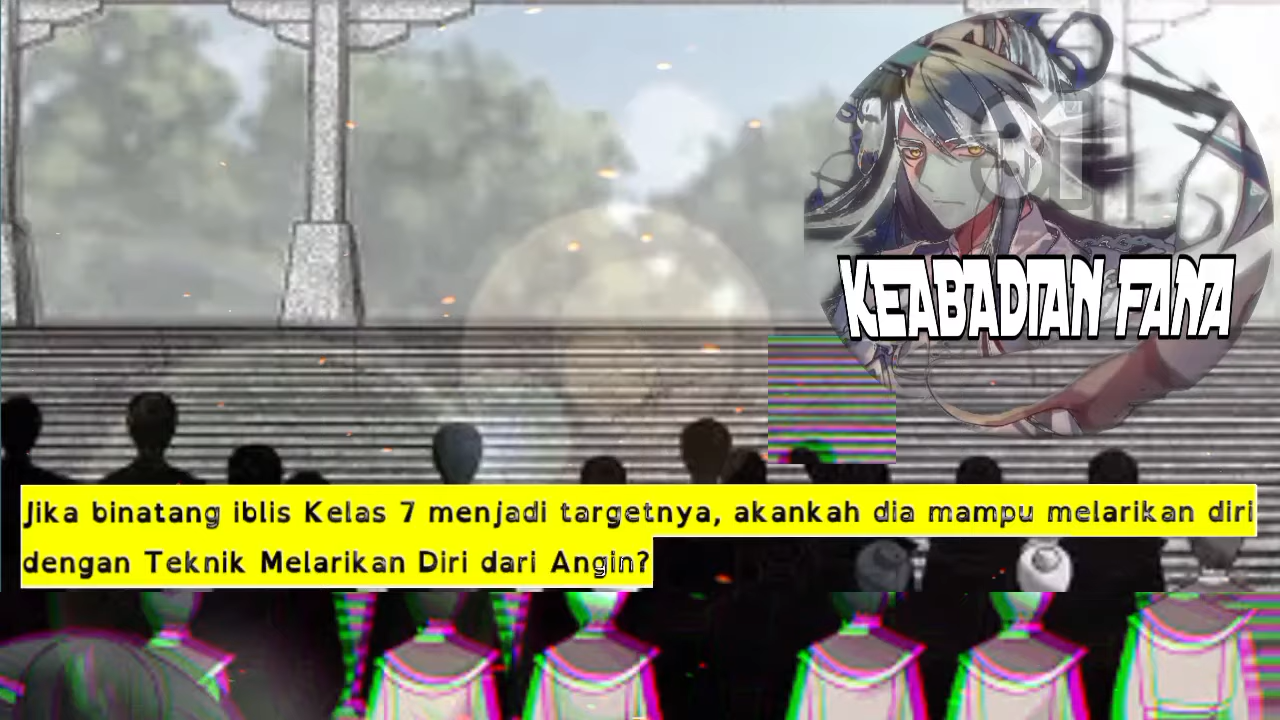 KEABADIAN FANA
Jika binatang iblis Kelas 7 menjadi targetnya, akankah dia mampu melarikan diri
dengan Teknik Melarikan Diri dari Angin?